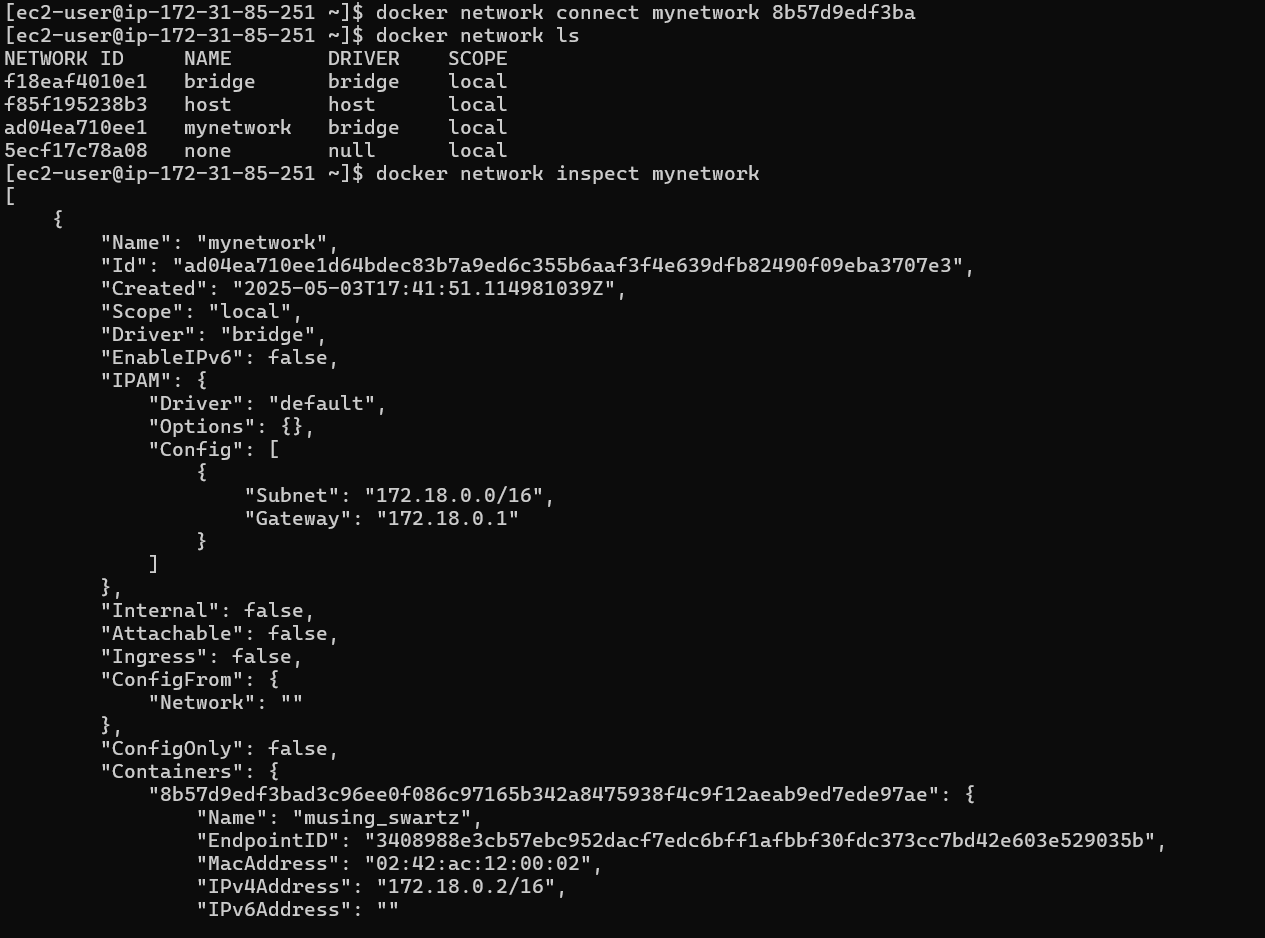 [ec2-user@ip-172-31-85-251 ~]$ docker network connect mynetwork 8b57d9edf3ba
[ec2-user@ip-172-31-85-251 ~]$ docker network ls
NETWORK ID     NAME        DRIVER    SCOPE
f18eaf4010e1   bridge      bridge    local
f85f195238b3   host        host      local
ad04ea710ee1   mynetwork   bridge    local
5ecf17c78a08   none        null      local
[ec2-user@ip-172-31-85-251 ~]$ docker network inspect mynetwork
[
    {
        "Name": "mynetwork",
        "Id": "ad04ea710ee1d64bdec83b7a9ed6c355b6aaf3f4e639dfb82490f09eba3707e3",
        "Created": "2025-05-03T17:41:51.114981039Z",
        "Scope": "local",
        "Driver": "bridge",
        "EnableIPv6": false,
        "IPAM": {
            "Driver": "default",
            "Options": {},
            "Config": [
                {
                    "Subnet": "172.18.0.0/16",
                    "Gateway": "172.18.0.1"
                }
            ]
        },
        "Internal": false,
        "Attachable": false,
        "Ingress": false,
        "ConfigFrom": {
            "Network": ""
        },
        "ConfigOnly": false,
        "Containers": {
            "8b57d9edf3bad3c96ee0f086c97165b342a8475938f4c9f12aeab9ed7ede97ae": {
                "Name": "musing_swartz",
                "EndpointID": "3408988e3cb57ebc952dacf7edc6bff1afbbf30fdc373cc7bd42e603e529035b",
                "MacAddress": "02:42:ac:12:00:02",
                "IPv4Address": "172.18.0.2/16",
                "IPv6Address": ""